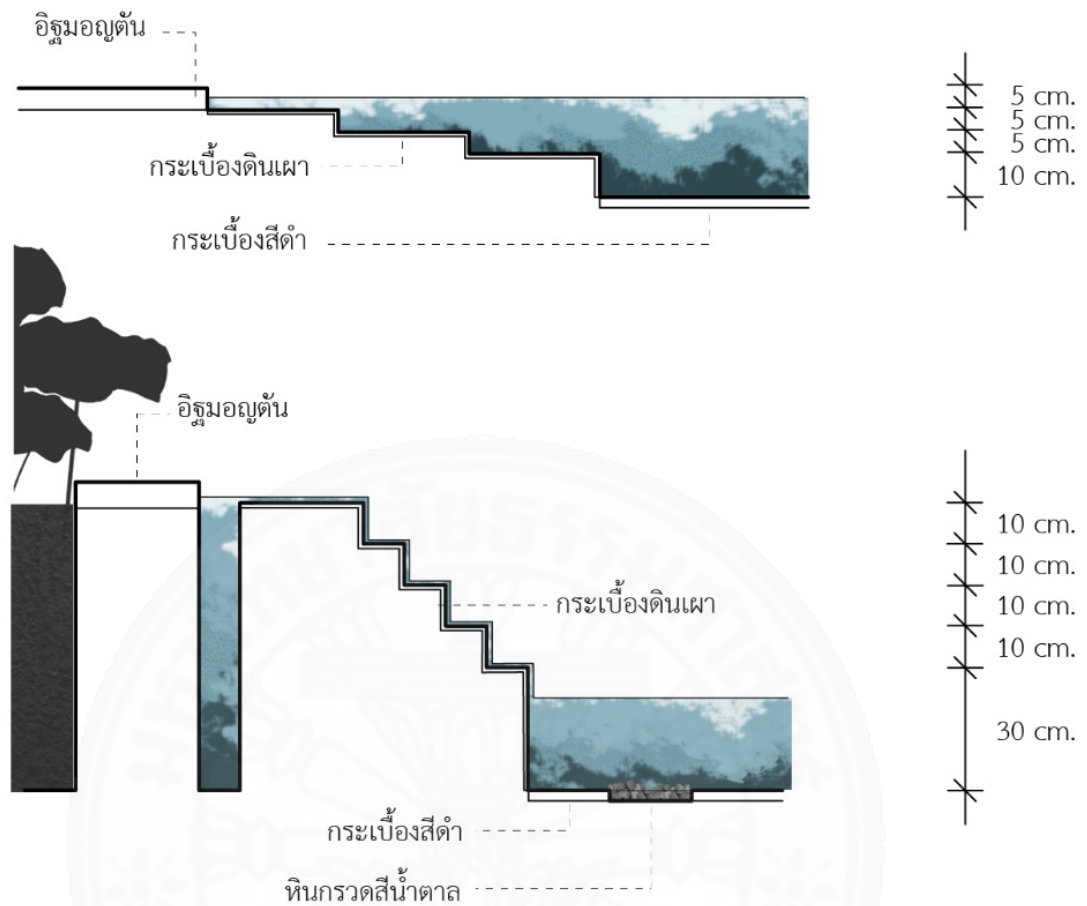 อิฐมอญตัน
5 cm.
5 cm.
5 cm.
กระเบื้องดินเผา
10 cm.
กระเบื้องสีดำ
อิฐมอญตัน
10 cm.
10 cm.
กระเบื้องดินเผา
10 cm.
10 cm.
30 cm.
กระเบื้องสีดำ
หินกรวดสีน้ำตาล